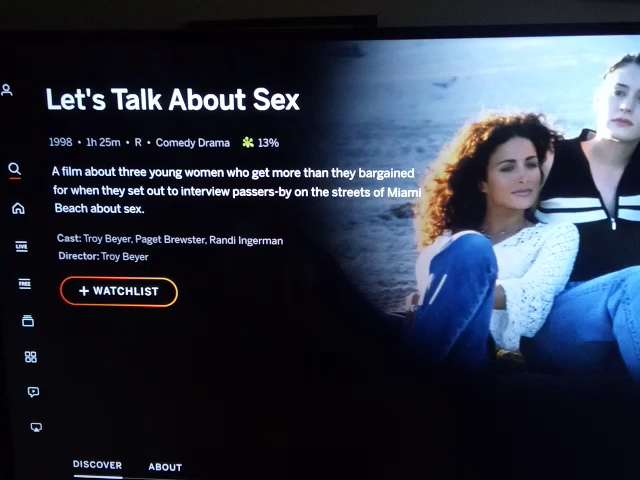 Let's Talk About Sex
1998 • 1h 25m • R • Comedy Drama 13%
A film about three young women who get more than they bargained
for when they set out to interview passers-by on the streets of Miami
Beach about sex.
Cast: Troy Beyer, Paget Brewster, Randi Ingerman
Director: Troy Beyer
+ WATCHLIST
LIVE
FREE
DISCOVER ABOUT